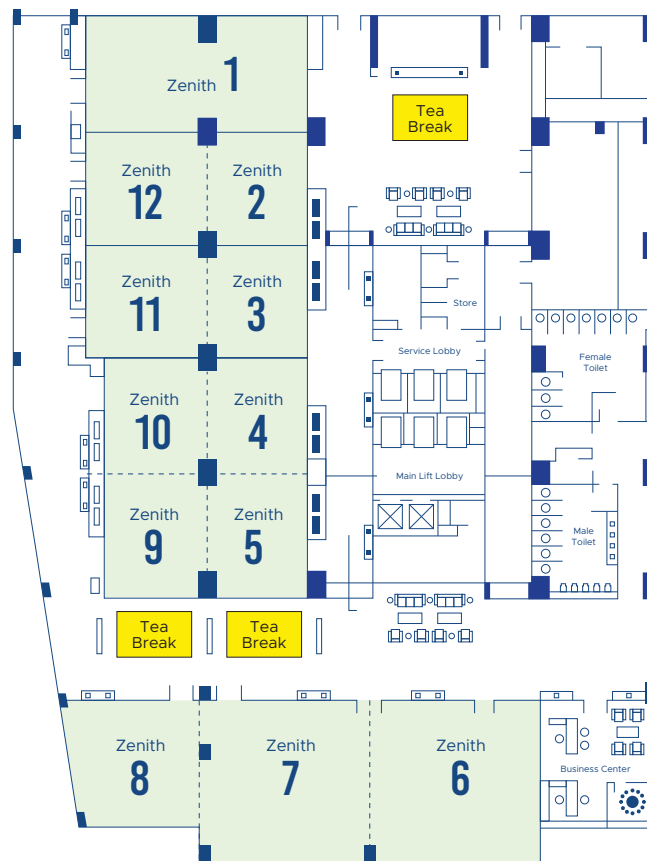 Zenith 1
Tea
Break
Zenith
12
Zenith
2
Zenith
11
Zenith
3
Store
Service Lobby
Female
Toilet
Zenith
10
Zenith
4
Main Lift Lobby
Zenith
9
Zenith
5
Male
Toilet
Tea
Break
Tea
Break
Zenith
8
Zenith
7
Zenith
6
Business Center